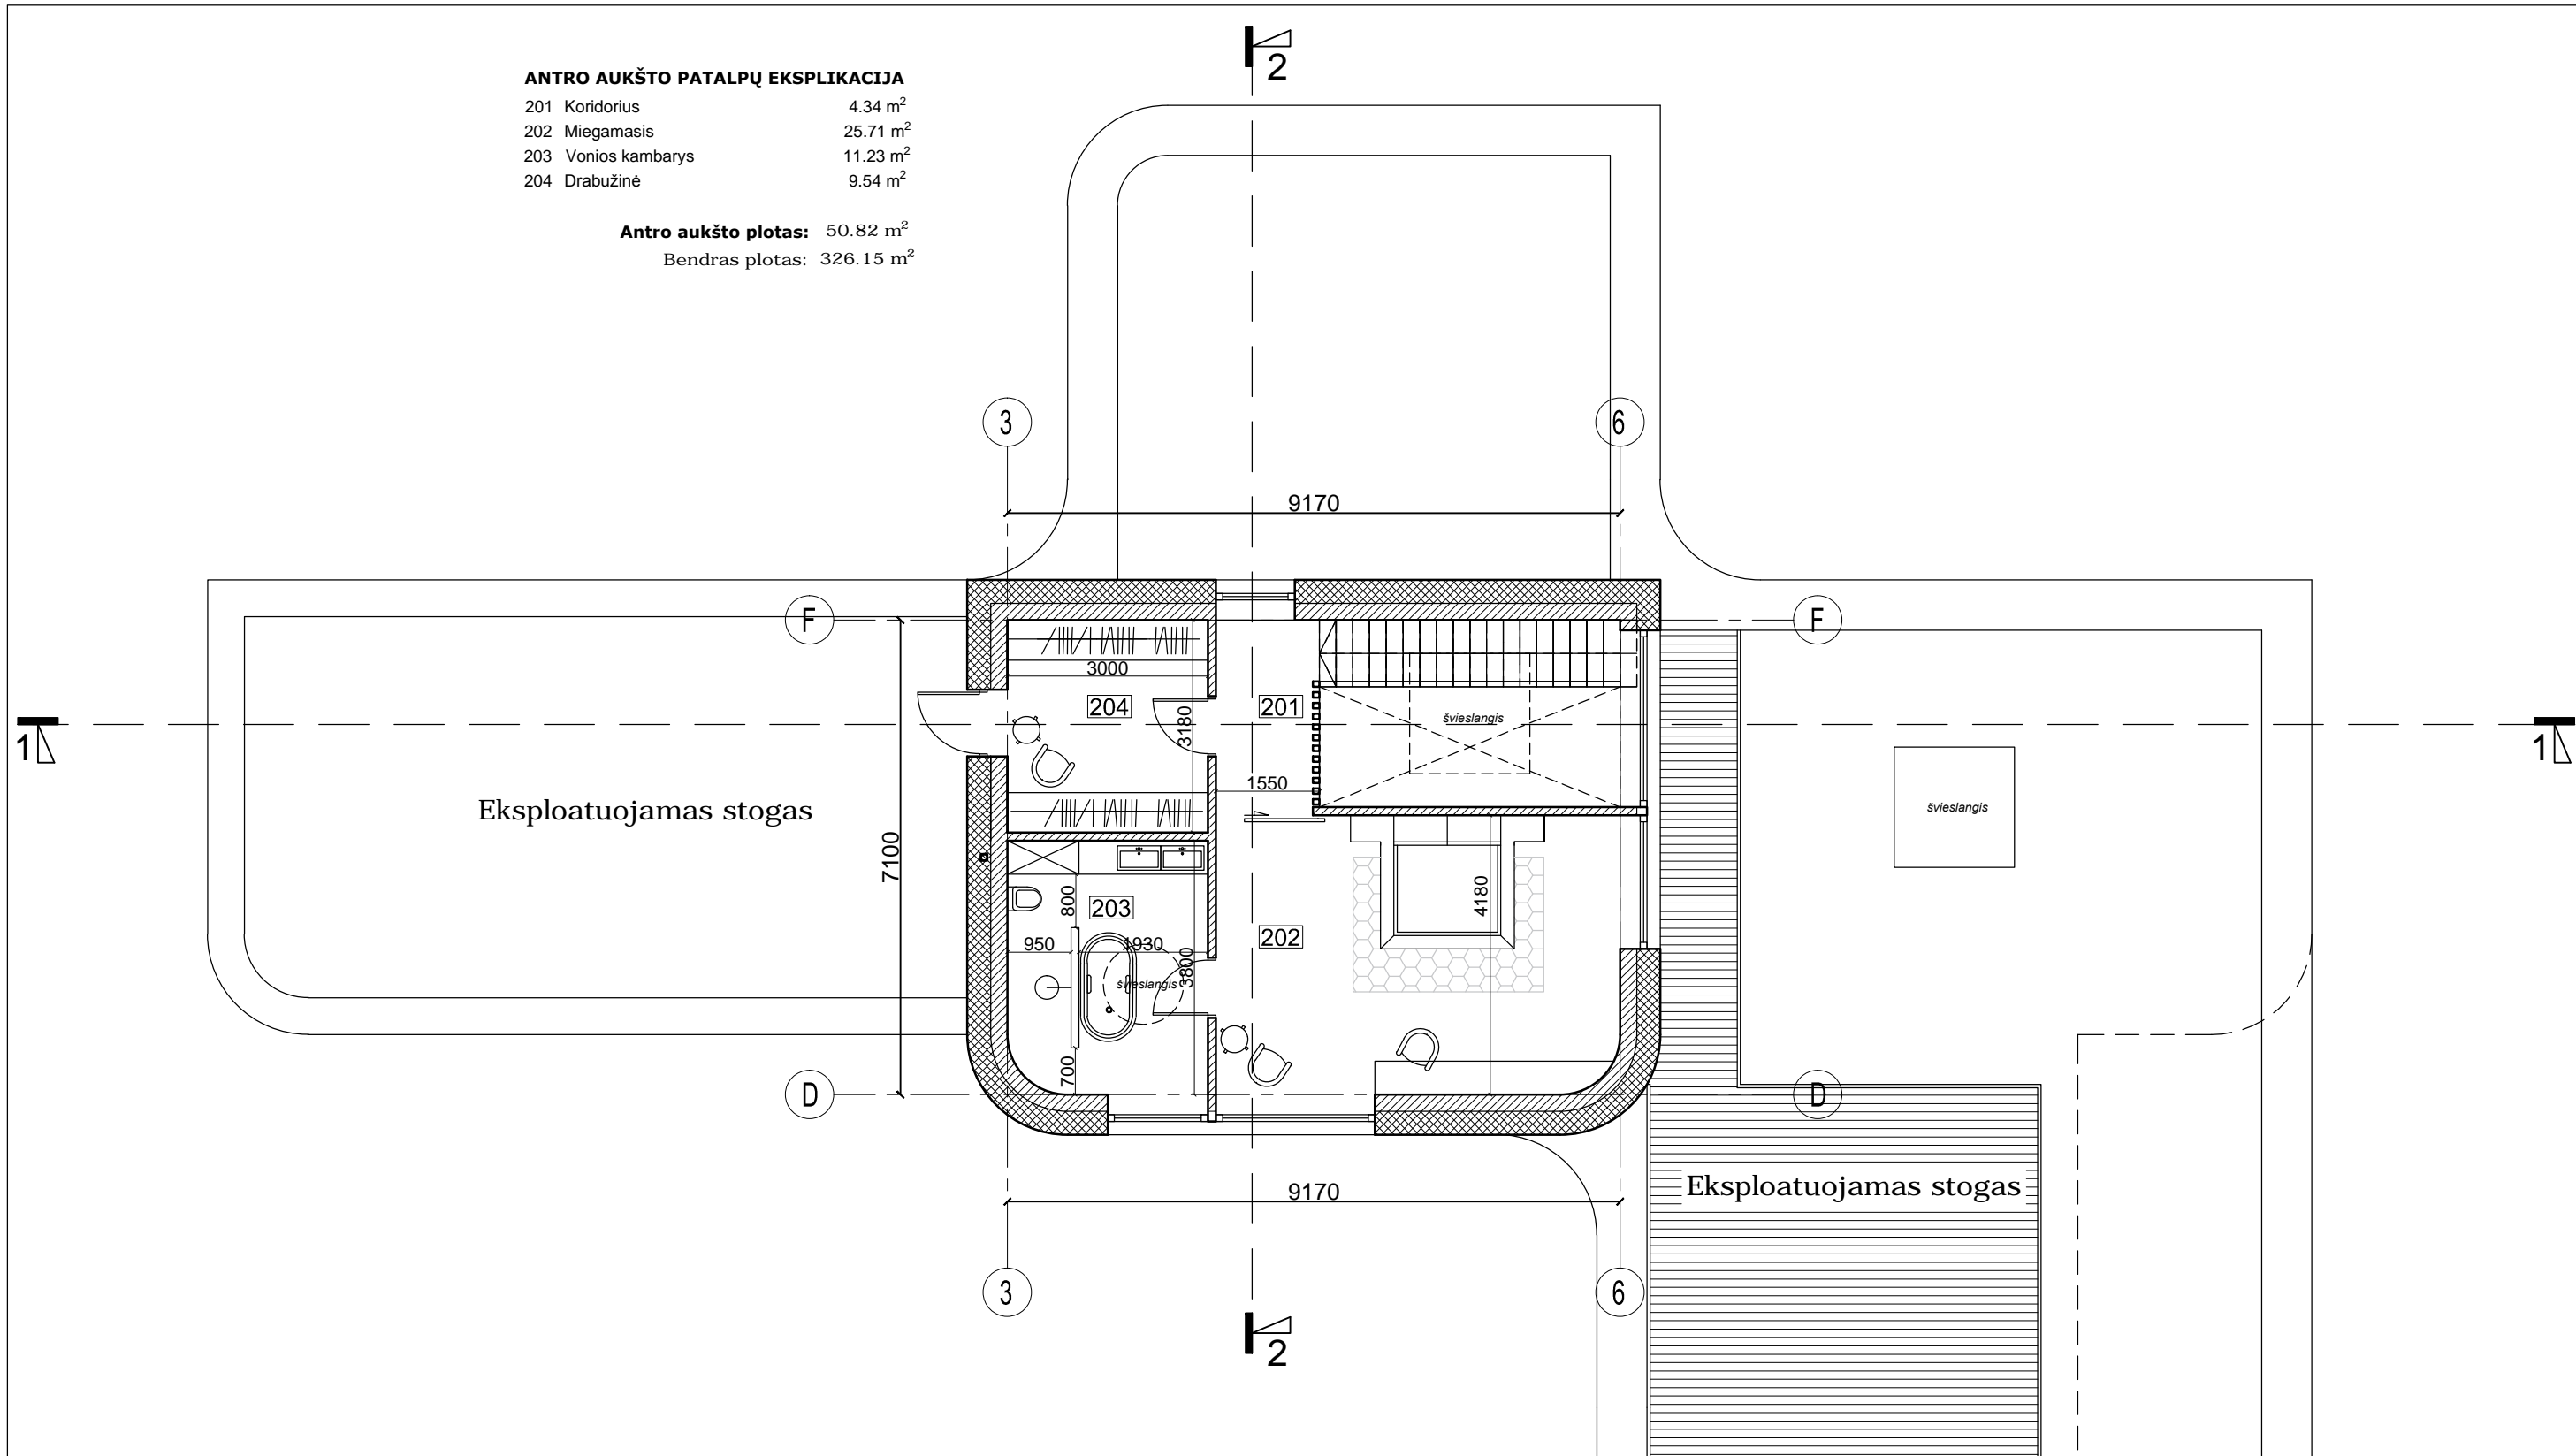 2
ANTRO AUKŠTO PATALPŲ EKSPLIKACIJA
201 Koridorius 4.34 m²
202 Miegamasis 25.71 m²
203 Vonios kambarys 11.23 m²
204 Drabužinė 9.54 m²
Antro aukšto plotas: 50.82 m²
Bendras plotas: 326.15 m²
3
6
9170
F
F
3000
204
201
3180
švieslangis
1
1
1550
Eksploatuojamas stogas
švieslangis
7100
800
203
4180
202
950
1930
3800
švieslangis
700
D
D
Eksploatuojamas stogas
9170
3
6
2